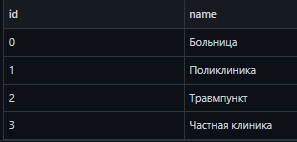 id name
0 Больница
1 Поликлиника
2 Травмпункт
3 Частная клиника